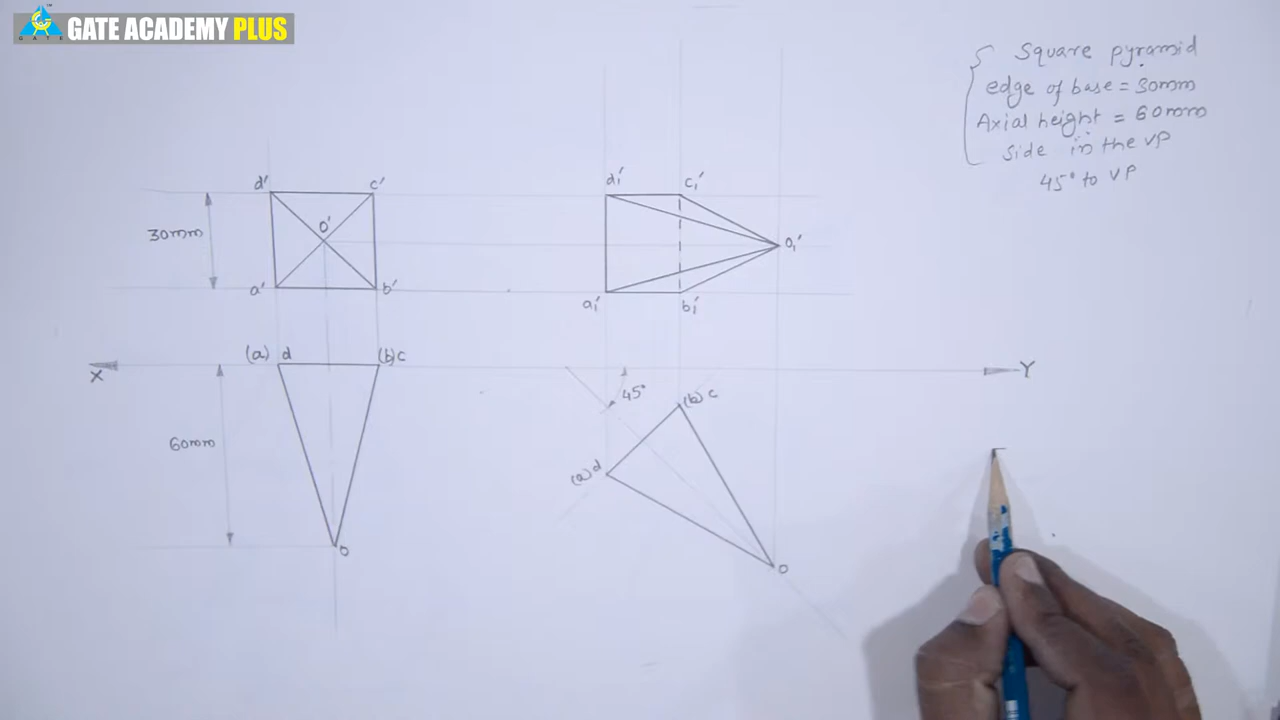 GATE ACADEMY PLUS
GATE
Square pyramid
edge of base = 30mm
Axial height = 60mm
side in the VP
45° to VP
d' c'
30mm
o'
a' b'
d₁' c₁'
o₁'
a₁' b₁'
(a) d (b) c
X Y
60mm
o
45°
(b) c
(a) d
o